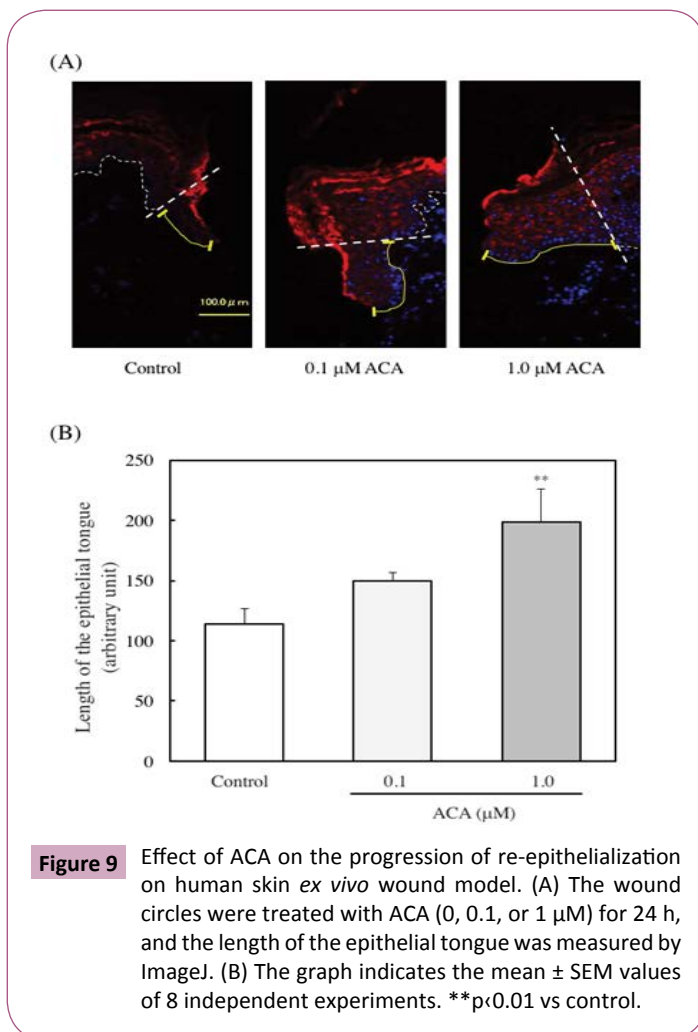 (A)
100.0 μm
Control
0.1 μM ACA
1.0 μM ACA
(B)
Length of the epithelial tongue
(arbitrary unit)
250
200
150
100
50
0
**
Control
0.1
1.0
ACA (μM)
Figure 9
Effect of ACA on the progression of re-epithelialization
on human skin ex vivo wound model. (A) The wound
circles were treated with ACA (0, 0.1, or 1 μM) for 24 h,
and the length of the epithelial tongue was measured by
ImageJ. (B) The graph indicates the mean ± SEM values
of 8 independent experiments. **p‹0.01 vs control.